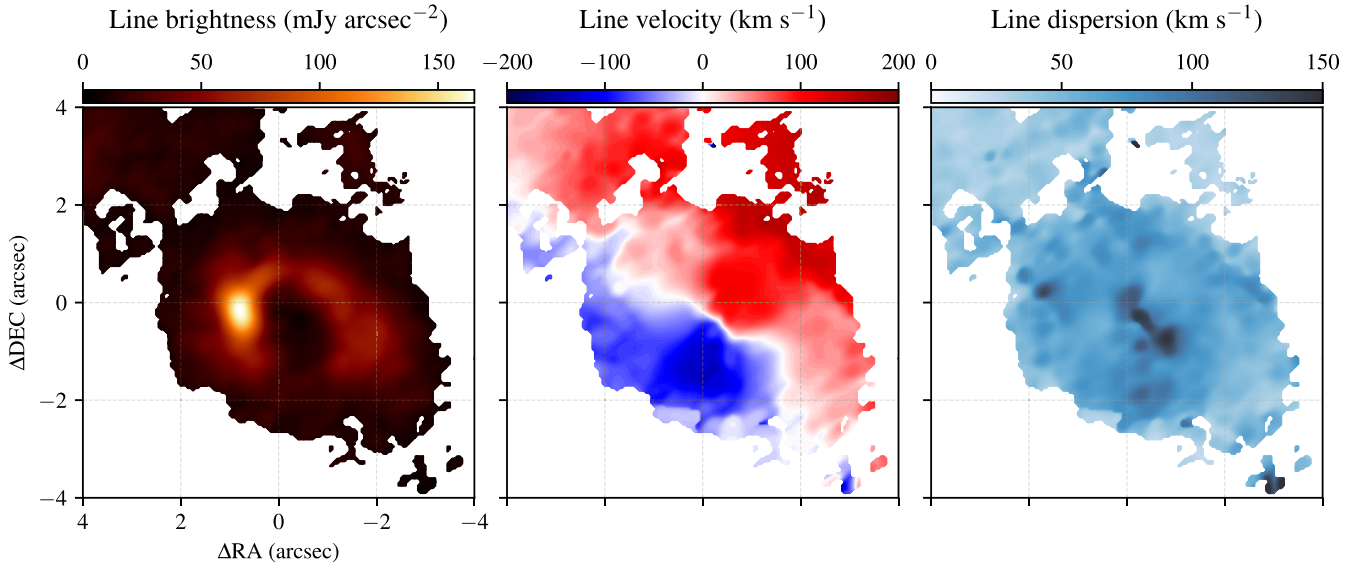 Line brightness (mJy arcsec⁻²) Line velocity (km s⁻¹) Line dispersion (km s⁻¹)
0 50 100 150 −200 −100 0 100 200 0 50 100 150
4
2
0
−2
−4
ΔDEC (arcsec)
4 2 0 −2 −4
ΔRA (arcsec)